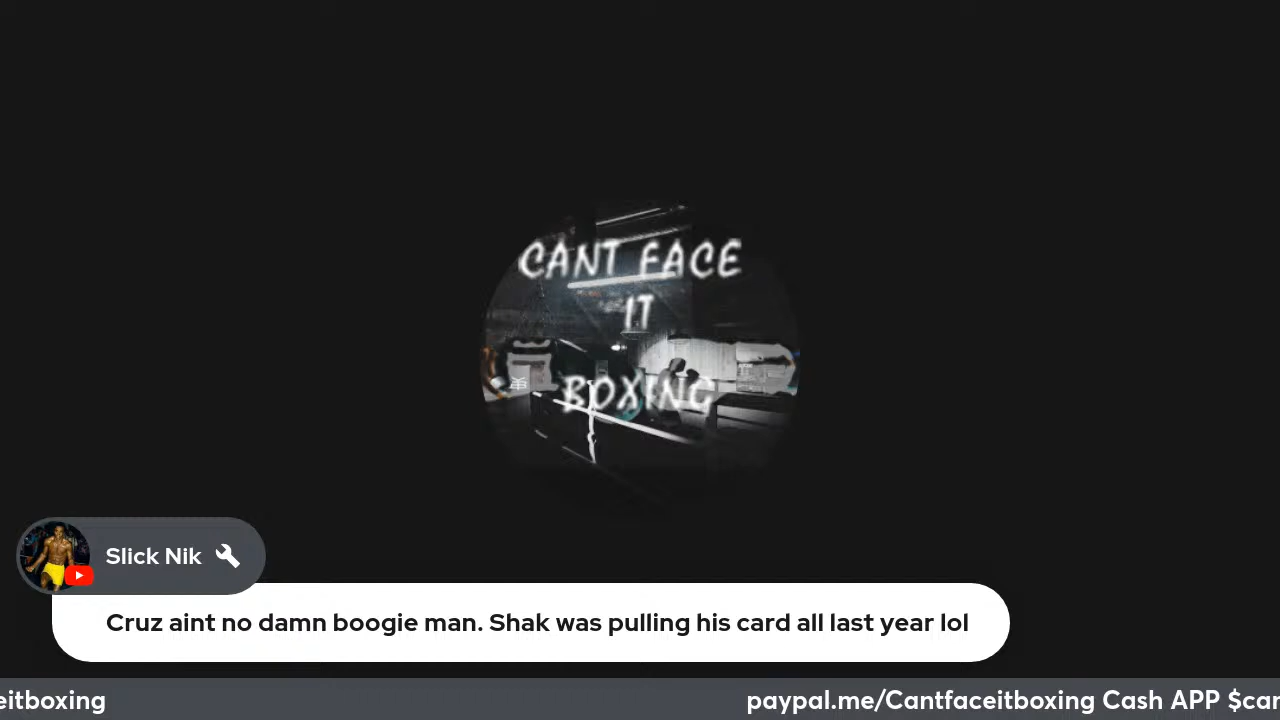 CANT FACE
IT
BOXING
Slick Nik
Cruz aint no damn boogie man. Shak was pulling his card all last year lol
eitboxing
paypal.me/Cantfaceitboxing Cash APP $can